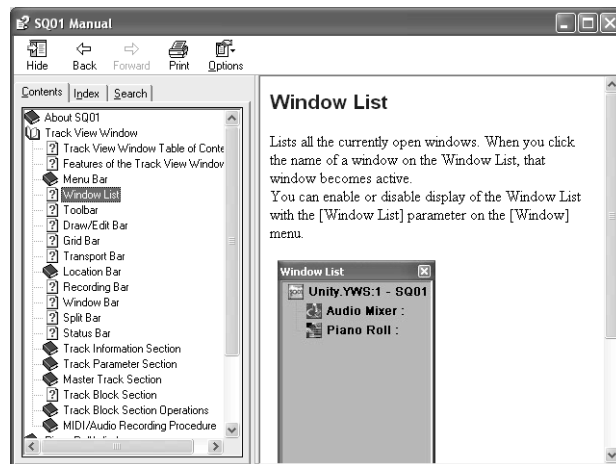 SQ01 Manual
Hide Back Forward Print Options
Contents Index Search
About SQ01
Track View Window
Track View Window Table of Conte
Features of the Track View Window
Menu Bar
Window List
Toolbar
Draw/Edit Bar
Grid Bar
Transport Bar
Location Bar
Recording Bar
Window Bar
Split Bar
Status Bar
Track Information Section
Track Parameter Section
Master Track Section
Track Block Section
Track Block Section Operations
MIDI/Audio Recording Procedure
Window List
Lists all the currently open windows. When you click
the name of a window on the Window List, that
window becomes active.
You can enable or disable display of the Window List
with the [Window List] parameter on the [Window]
menu.
Window List
Unity.YWS:1 - SQ01
Audio Mixer :
Piano Roll :